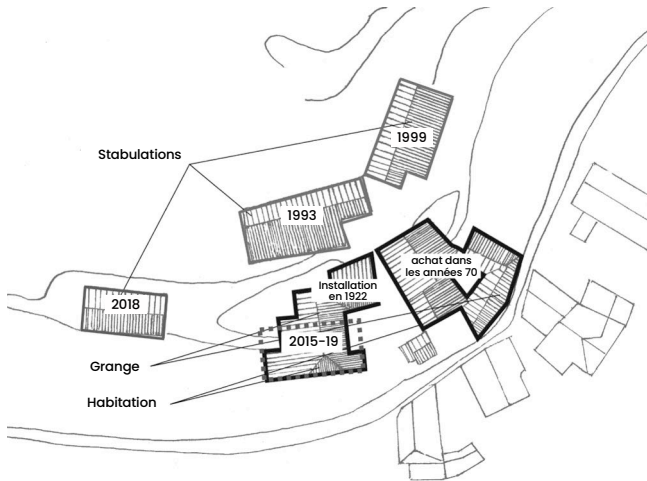 1999
Stabulations
1993
achat dans
les années 70
Installation
en 1922
2018
2015-19
Grange
Habitation